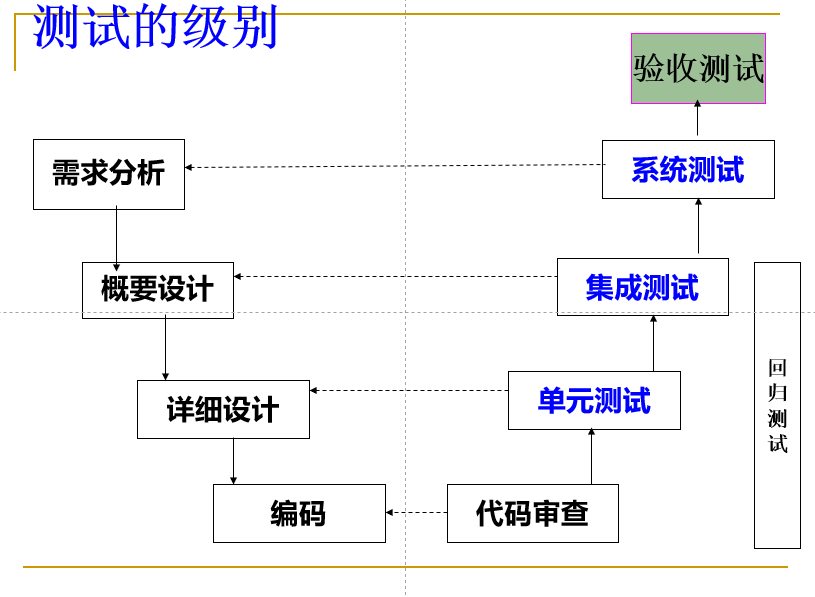 测试的级别
验收测试
需求分析
系统测试
概要设计
集成测试
详细设计
单元测试
编码
代码审查
回
归
测
试